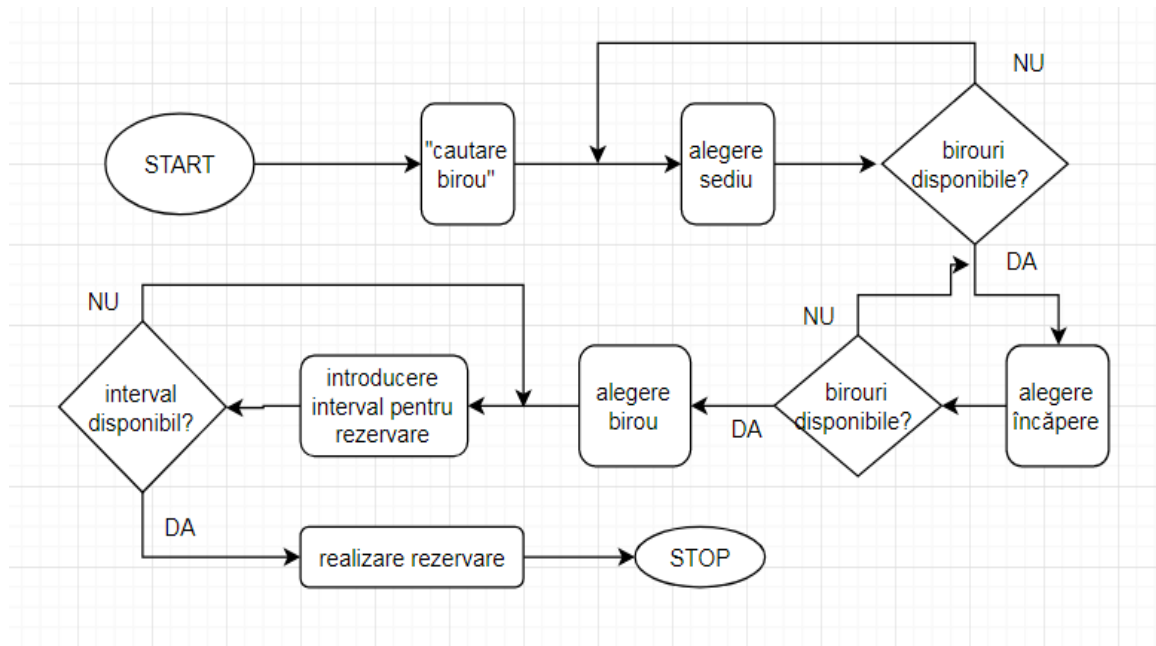 START
"cautare
birou"
alegere
sediu
birouri
disponibile?
NU
DA
alegere
încăpere
birouri
disponibile?
NU
DA
alegere
birou
introducere
interval pentru
rezervare
interval
disponibil?
NU
DA
realizare rezervare
STOP